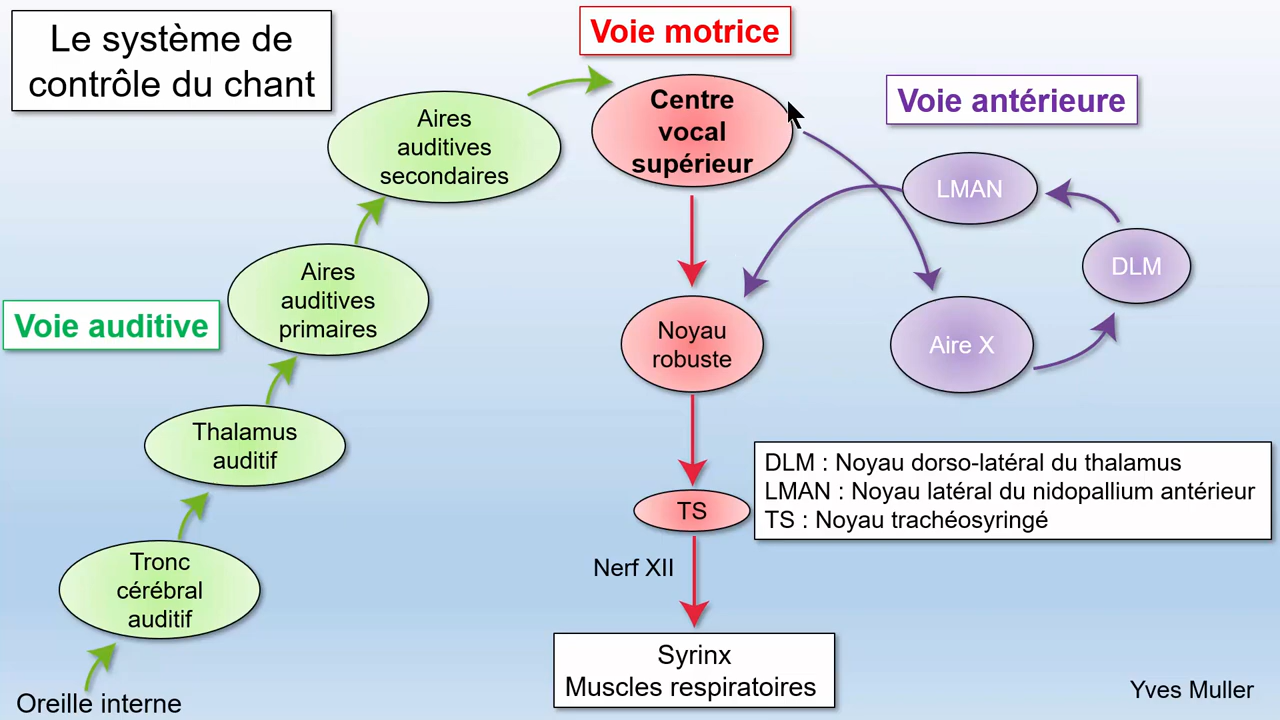 Le système de
contrôle du chant
Voie motrice
Voie antérieure
Voie auditive
Aires
auditives
secondaires
Aires
auditives
primaires
Thalamus
auditif
Tronc
cérébral
auditif
Oreille interne
Centre
vocal
supérieur
Noyau
robuste
TS
Nerf XII
Syrinx
Muscles respiratoires
LMAN
DLM
Aire X
DLM : Noyau dorso-latéral du thalamus
LMAN : Noyau latéral du nidopallium antérieur
TS : Noyau trachéosyringé
Yves Muller